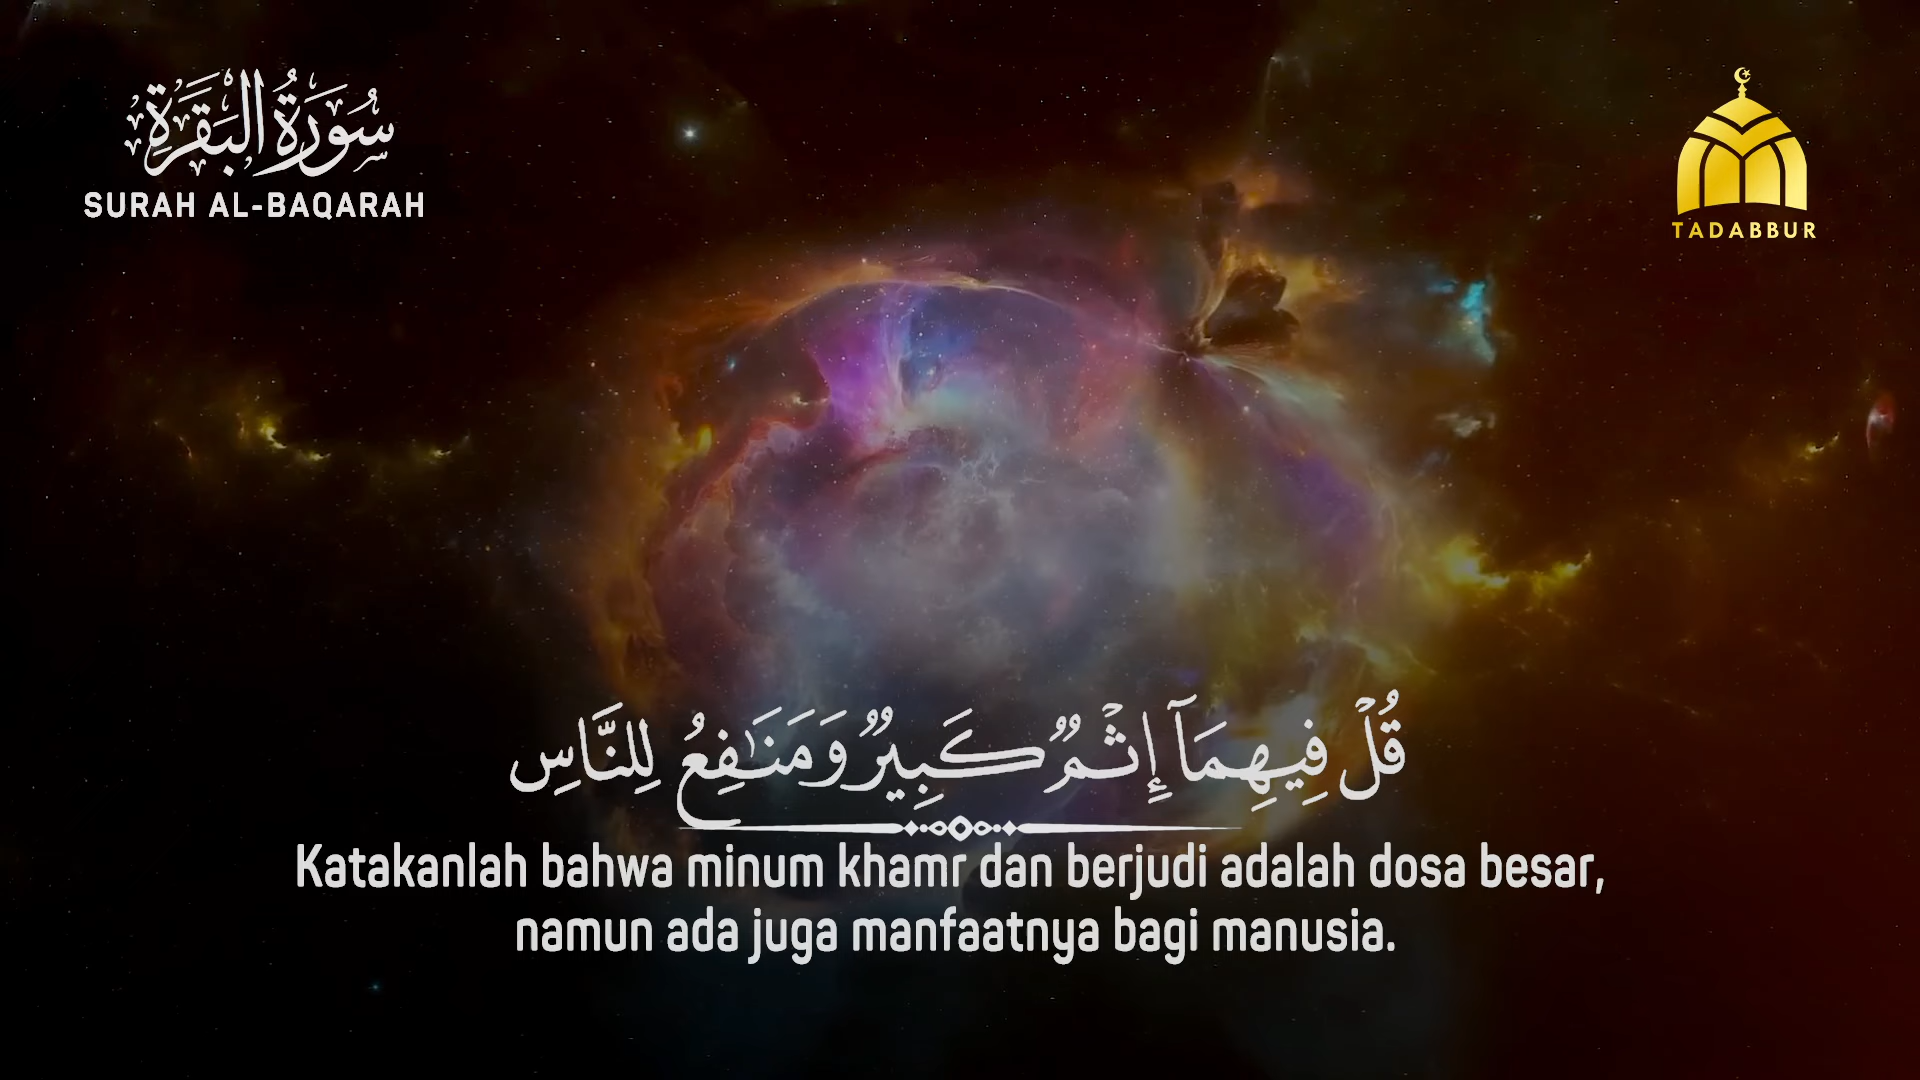 سُورَةُ الْبَقَرَةِ
SURAH AL-BAQARAH
TADABBUR
قُلْ فِيهِمَآ إِثْمٌ كَبِيرٌ وَمَنَٰفِعُ لِلنَّاسِ
Katakanlah bahwa minum khamr dan berjudi adalah dosa besar,
namun ada juga manfaatnya bagi manusia.